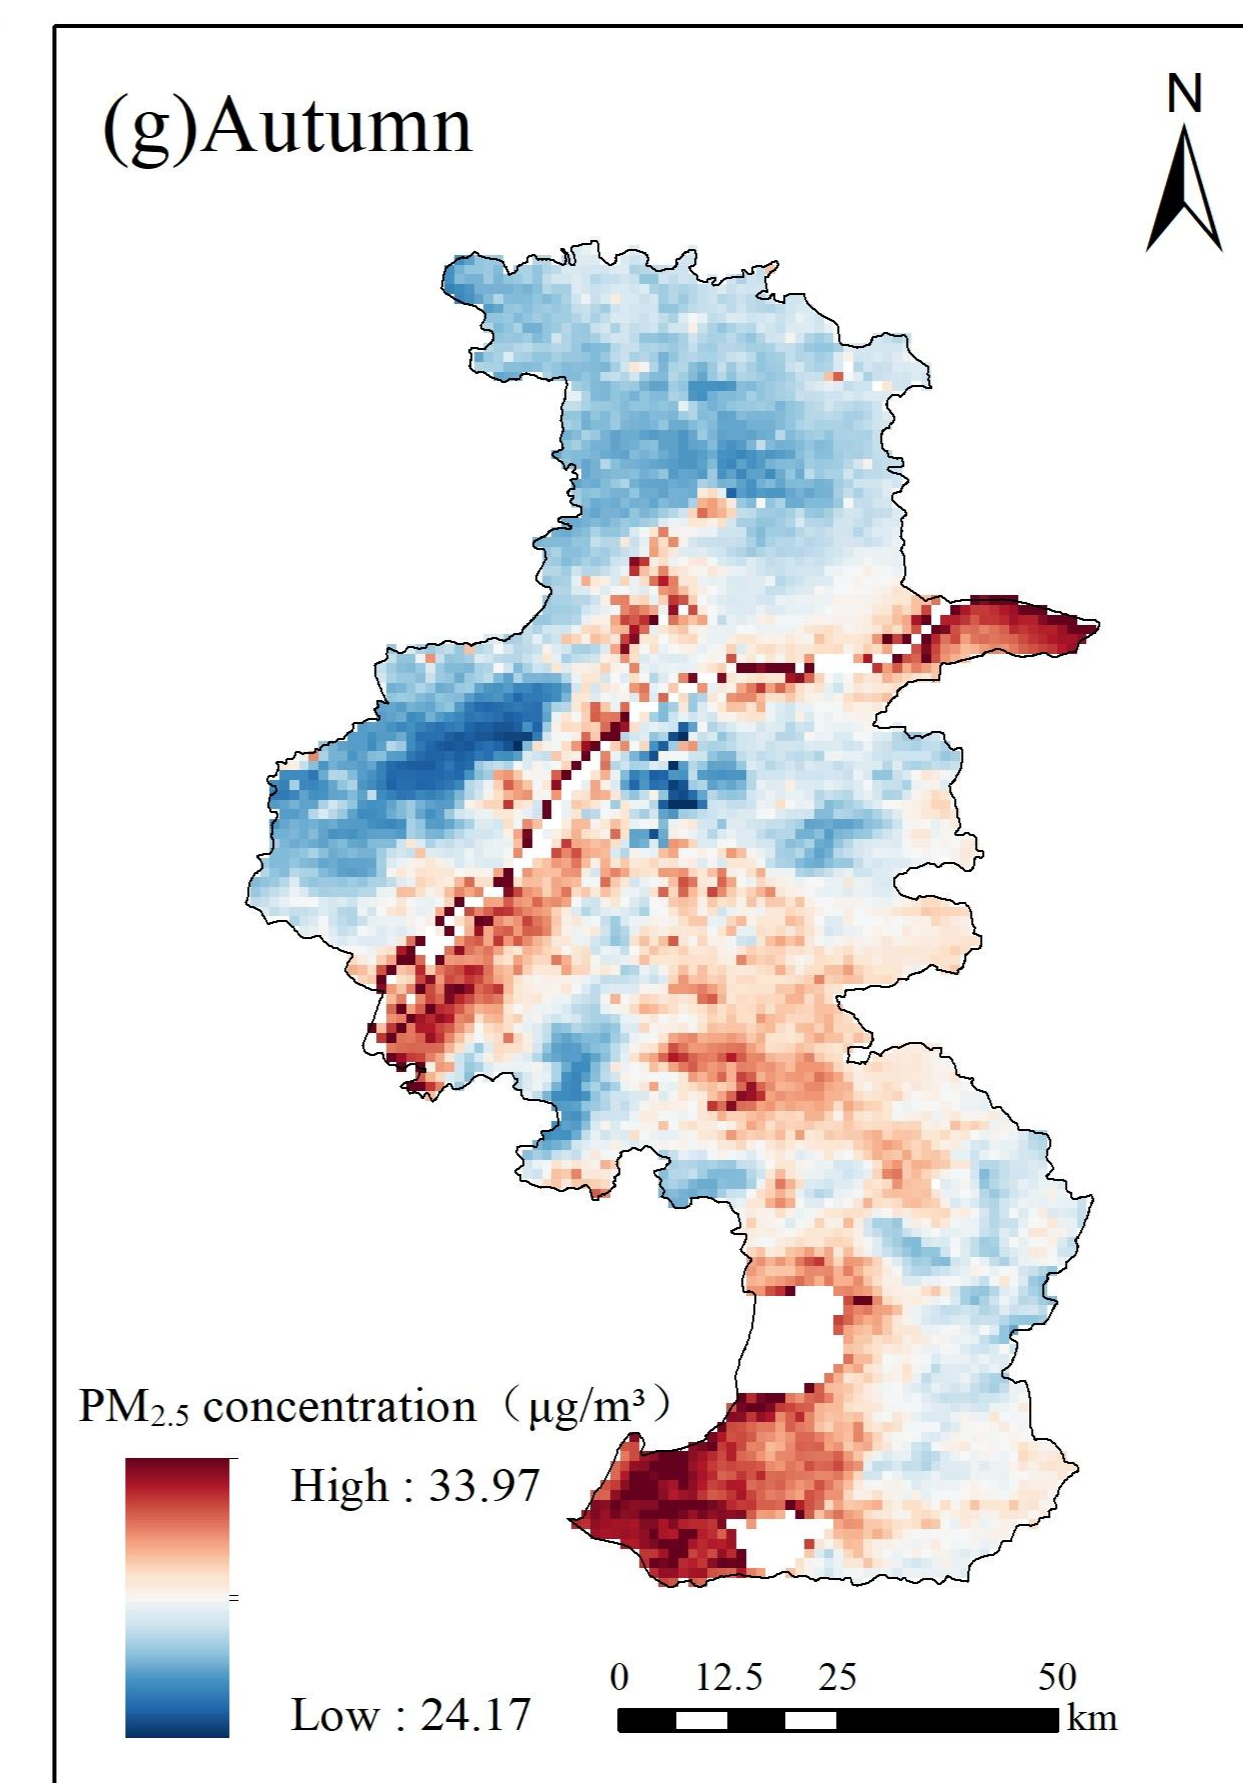 (g)Autumn
N
PM₂.₅ concentration（μg/m³）
High : 33.97
Low : 24.17
0 12.5 25 50
km